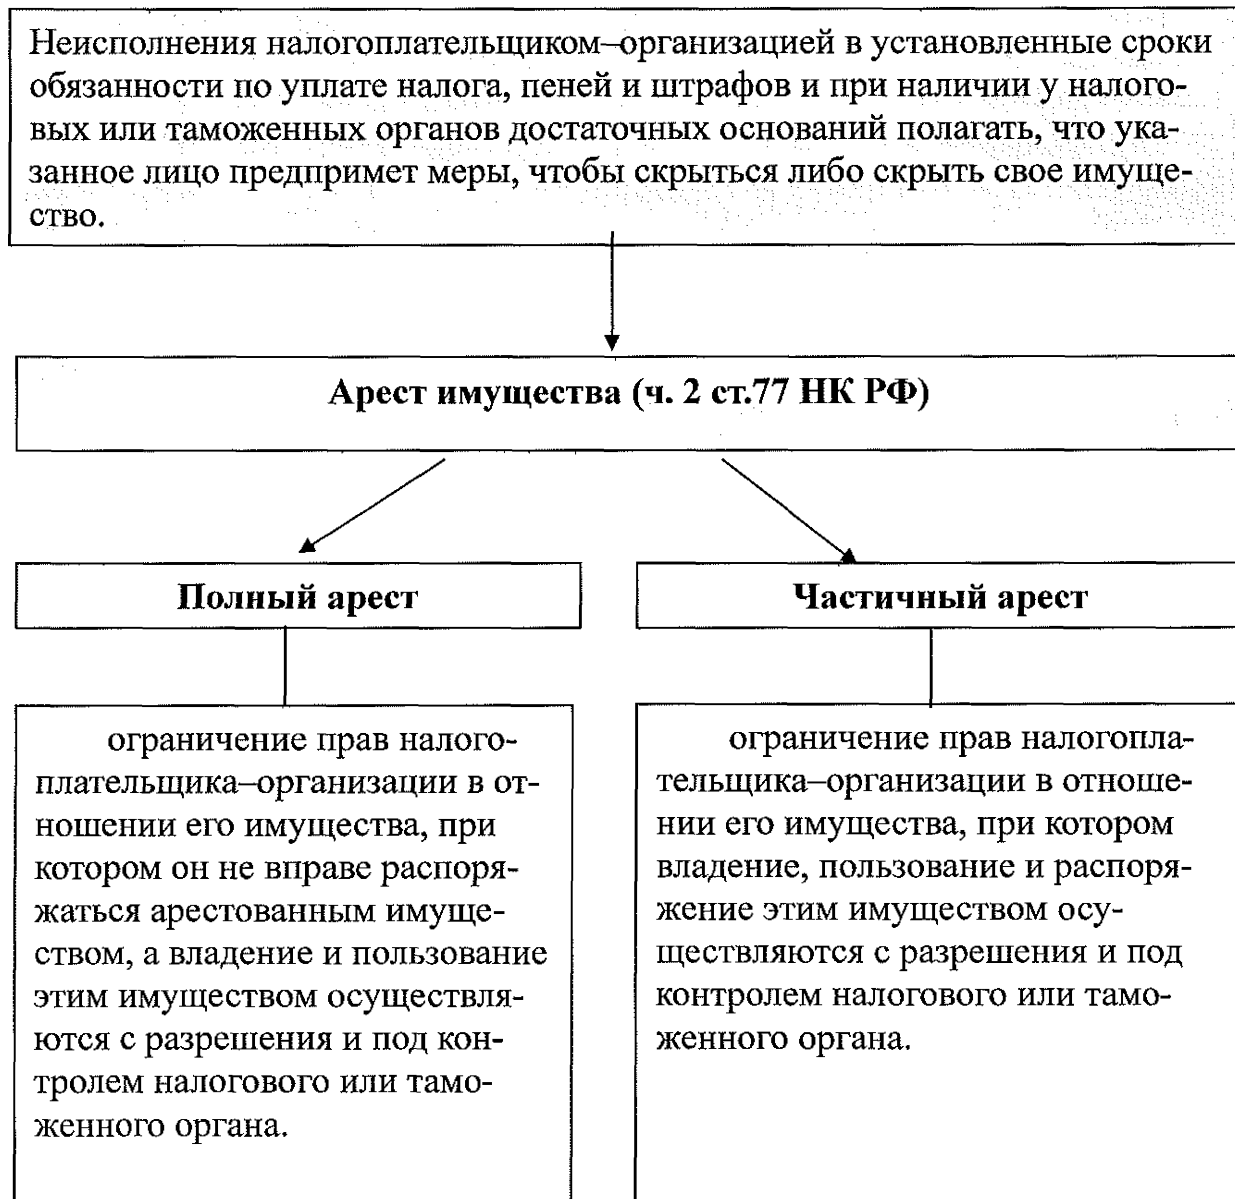 Неисполнения налогоплательщиком–организацией в установленные сроки
обязанности по уплате налога, пеней и штрафов и при наличии у налого-
вых или таможенных органов достаточных оснований полагать, что ука-
занное лицо предпримет меры, чтобы скрыться либо скрыть свое имуще-
ство.
Арест имущества (ч. 2 ст.77 НК РФ)
Полный арест
ограничение прав налого-
плательщика–организации в от-
ношении его имущества, при
котором он не вправе распоря-
жаться арестованным имуще-
ством, а владение и пользование
этим имуществом осуществля-
ются с разрешения и под кон-
тролем налогового или тамо-
женного органа.
Частичный арест
ограничение прав налогопла-
тельщика–организации в отноше-
нии его имущества, при котором
владение, пользование и распоря-
жение этим имуществом осу-
ществляются с разрешения и под
контролем налогового или тамо-
женного органа.